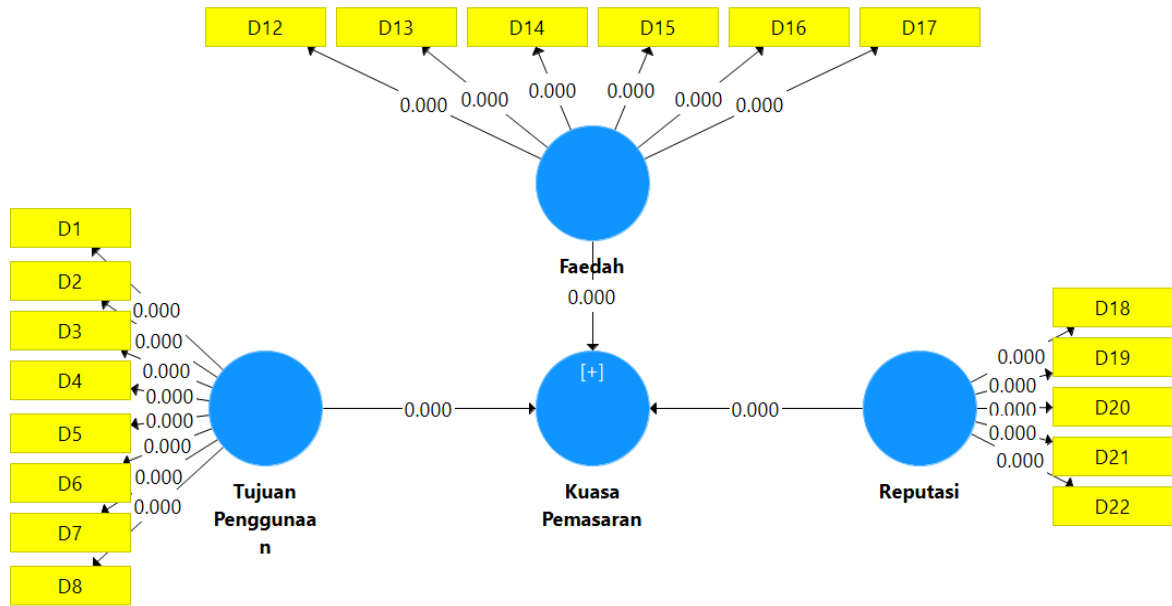 D12 D13 D14 D15 D16 D17
0.000 0.000 0.000 0.000 0.000 0.000
Faedah
0.000
D1
D2
D3
D4
D5
D6
D7
D8
0.000
0.000
0.000
0.000
0.000
0.000
0.000
0.000
Tujuan
Penggunaa
n
0.000
[+]
Kuasa
Pemasaran
0.000
Reputasi
0.000
0.000
0.000
0.000
0.000
D18
D19
D20
D21
D22